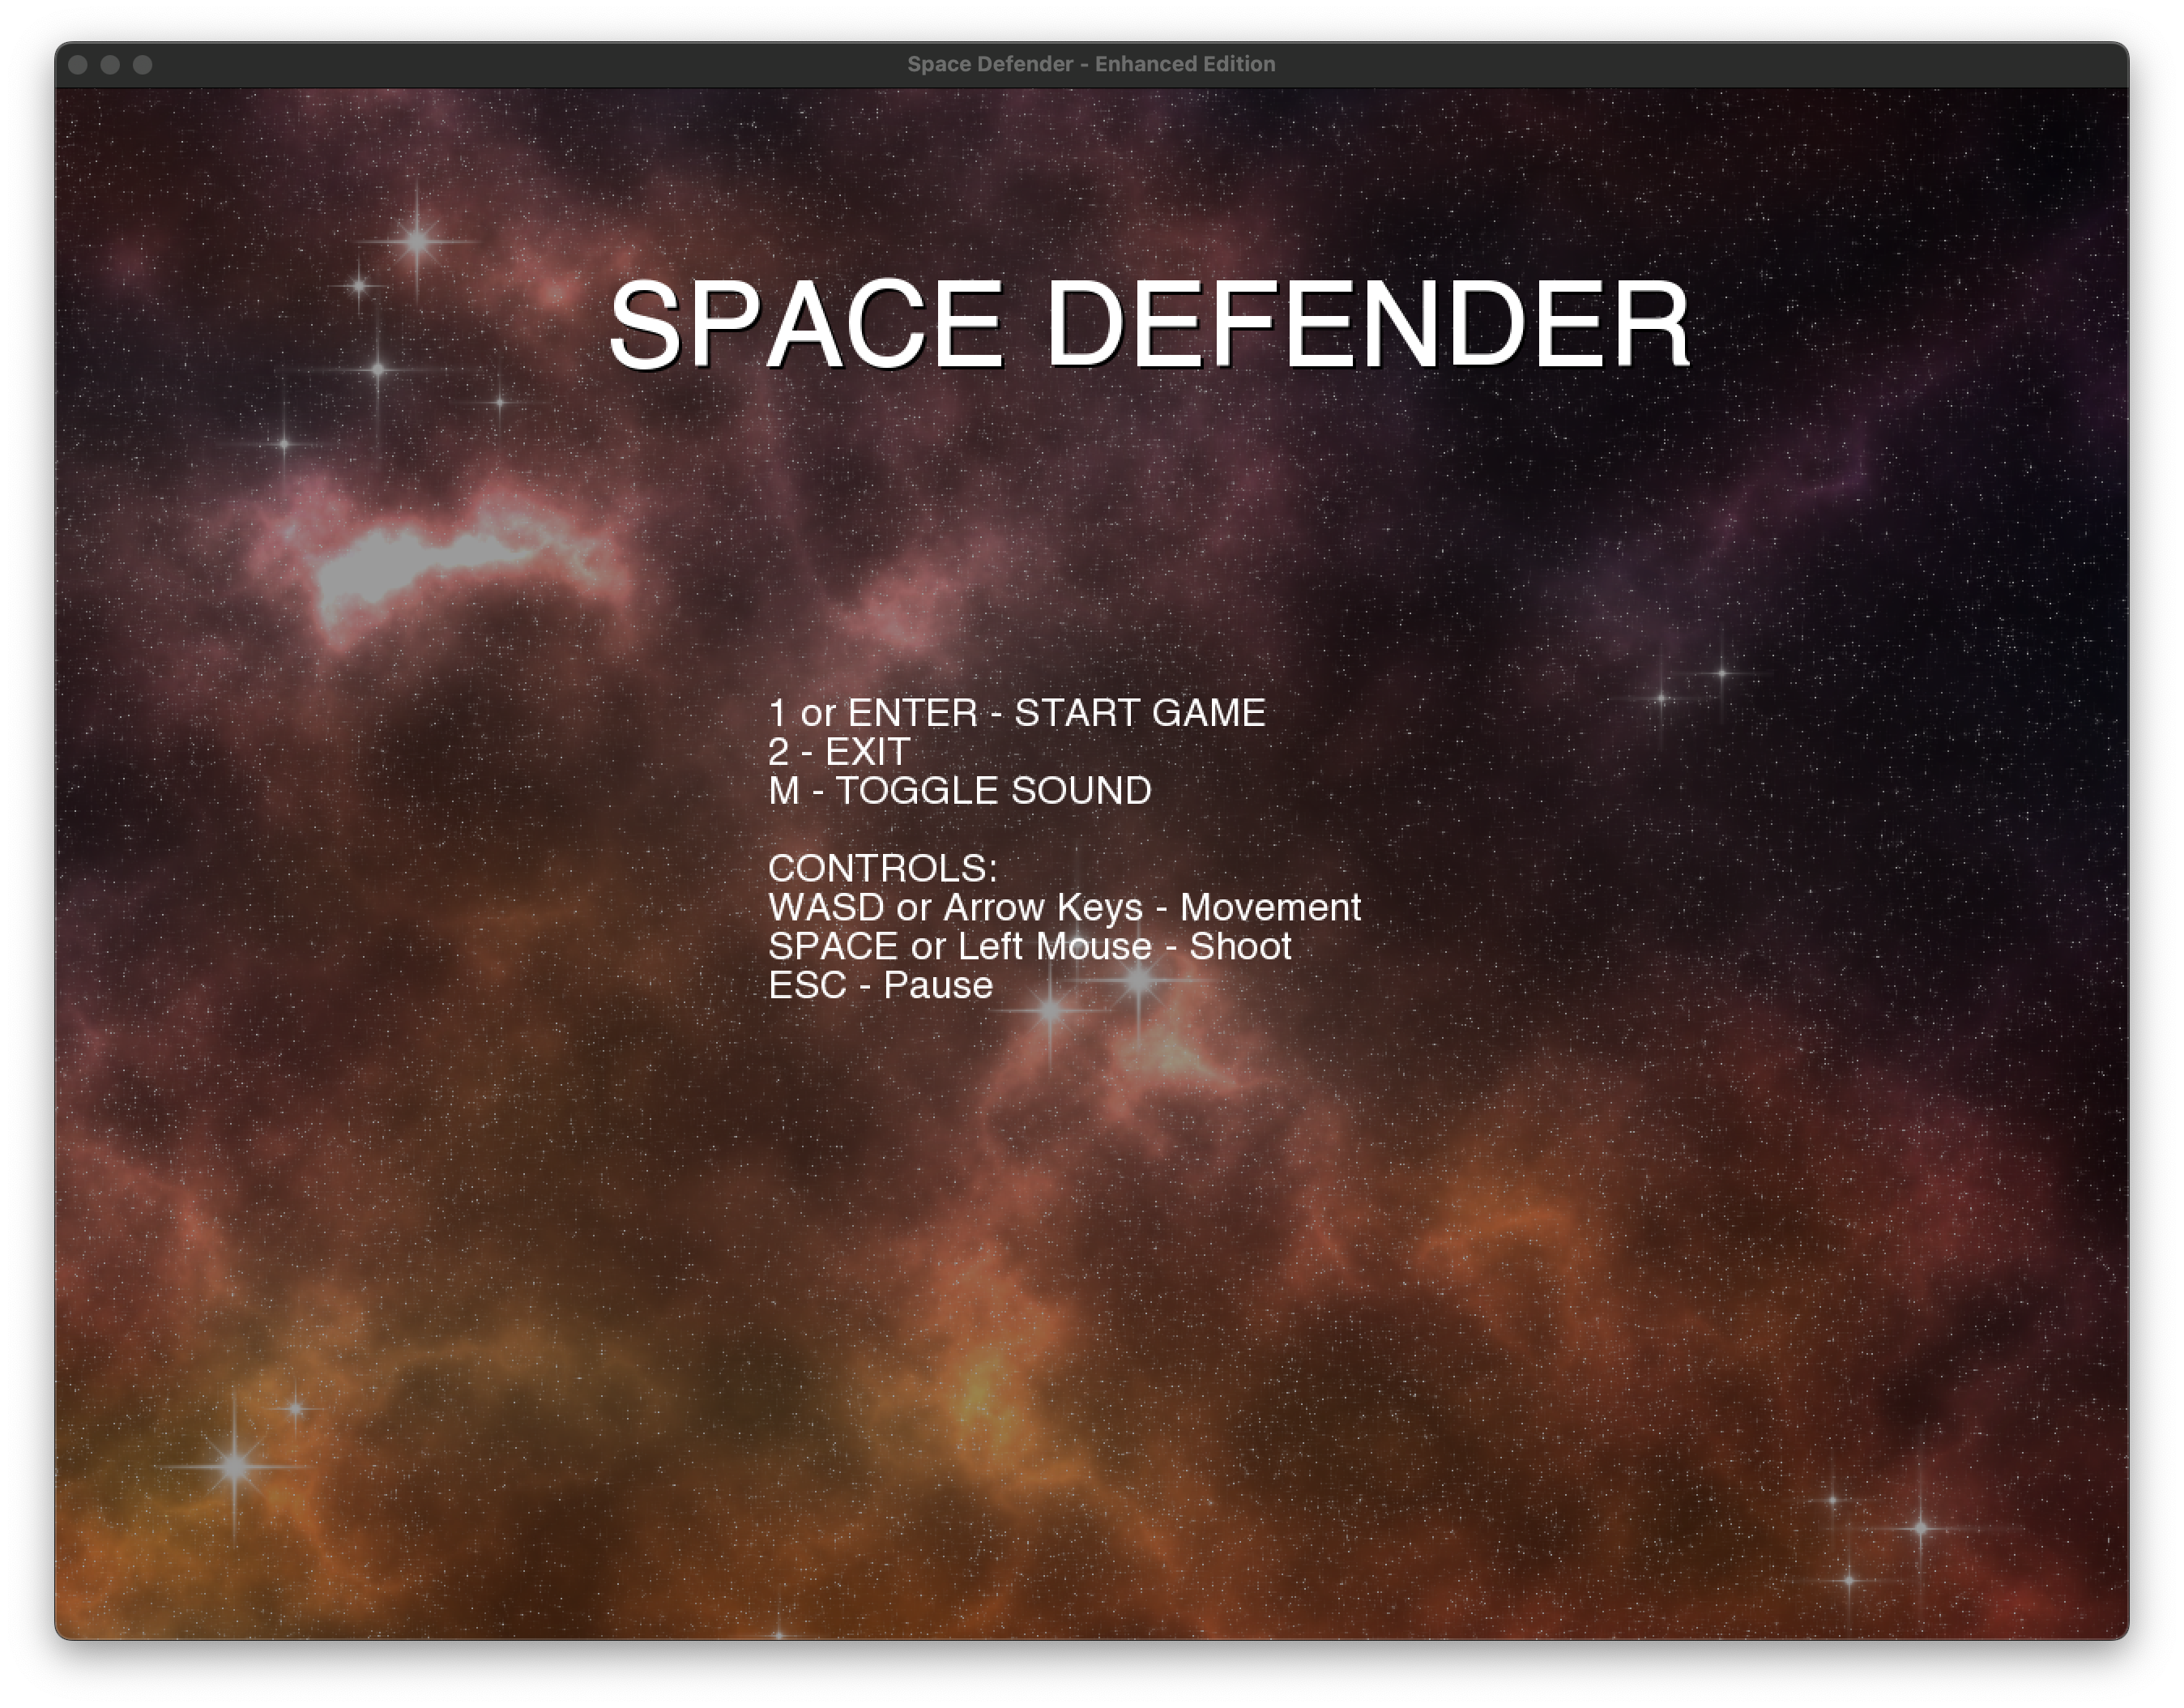 Space Defender - Enhanced Edition
SPACE DEFENDER
1 or ENTER - START GAME
2 - EXIT
M - TOGGLE SOUND
CONTROLS:
WASD or Arrow Keys - Movement
SPACE or Left Mouse - Shoot
ESC - Pause